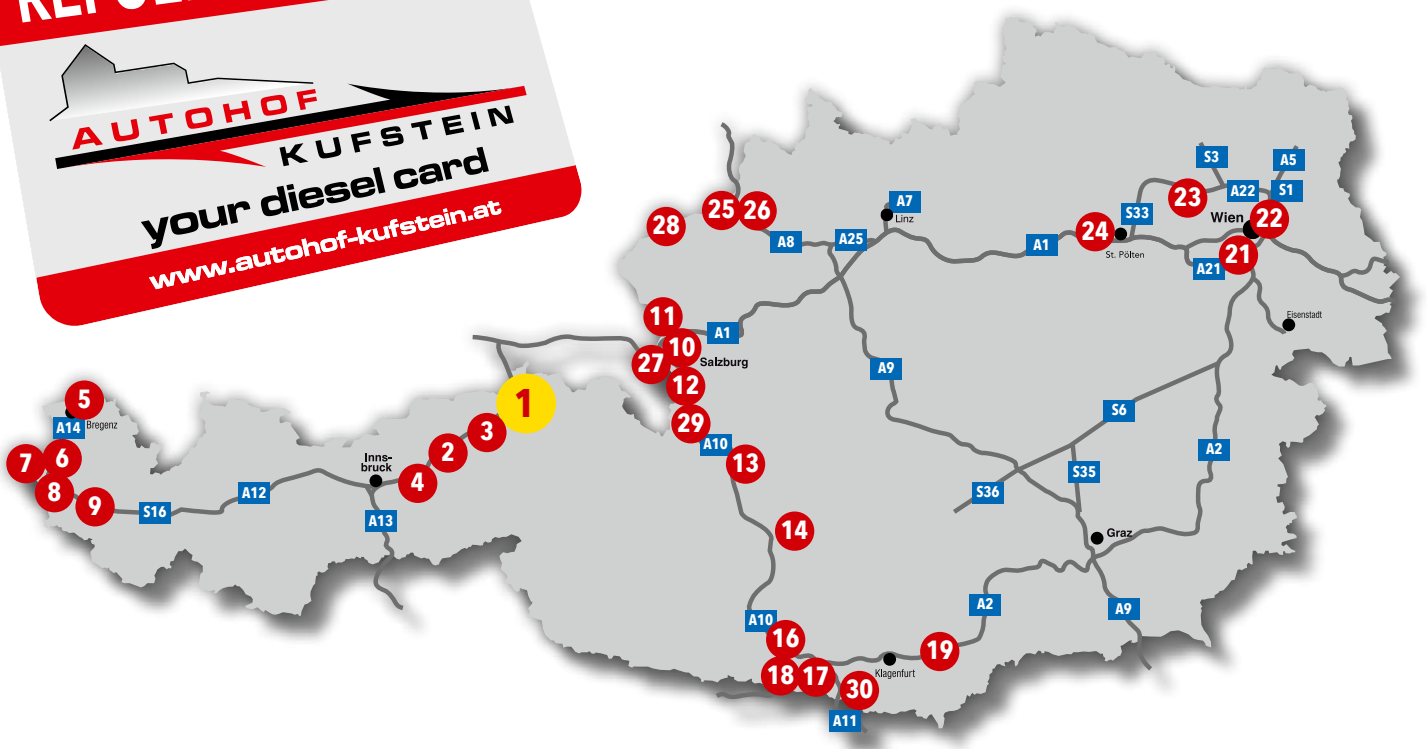 AUTOHOF
KUFSTEIN
your diesel card
www.autohof-kufstein.at
S3
A5
23
A22
S1
25
26
A7
28
Linz
S33
Wien
22
24
A8
A25
A1
St. Pölten
21
A21
11
A1
Eisenstadt
10
27
Salzburg
A9
12
5
1
A14
Bregenz
S6
29
3
A10
2
A2
7
6
Inns-
bruck
13
4
S35
8
A12
S36
9
S16
A13
14
Graz
A2
A9
A10
16
19
18
17
Klagenfurt
30
A11